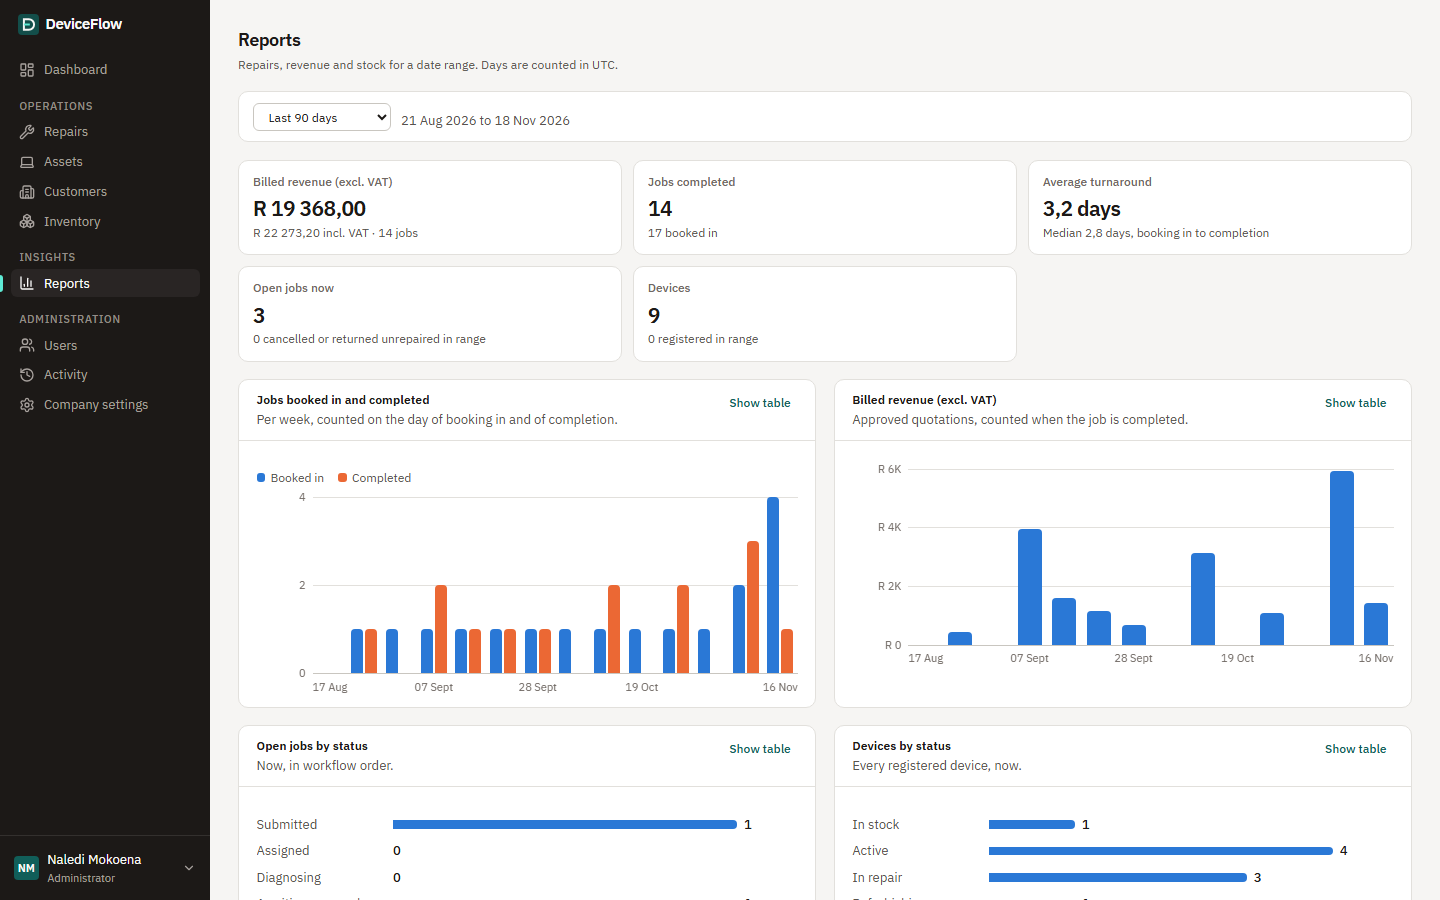 DeviceFlow
Dashboard
OPERATIONS
Repairs
Assets
Customers
Inventory
INSIGHTS
Reports
ADMINISTRATION
Users
Activity
Company settings
NM
Naledi Mokoena
Administrator
Reports
Repairs, revenue and stock for a date range. Days are counted in UTC.
Last 90 days
21 Aug 2026 to 18 Nov 2026
Billed revenue (excl. VAT)
R 19 368,00
R 22 273,20 incl. VAT · 14 jobs
Jobs completed
14
17 booked in
Average turnaround
3,2 days
Median 2,8 days, booking in to completion
Open jobs now
3
0 cancelled or returned unrepaired in range
Devices
9
0 registered in range
Jobs booked in and completed
Show table
Per week, counted on the day of booking in and of completion.
Booked in
Completed
4
2
0
17 Aug
07 Sept
28 Sept
19 Oct
16 Nov
Billed revenue (excl. VAT)
Show table
Approved quotations, counted when the job is completed.
R 6K
R 4K
R 2K
R 0
17 Aug
07 Sept
28 Sept
19 Oct
16 Nov
Open jobs by status
Show table
Now, in workflow order.
Submitted 1
Assigned 0
Diagnosing 0
Devices by status
Show table
Every registered device, now.
In stock 1
Active 4
In repair 3